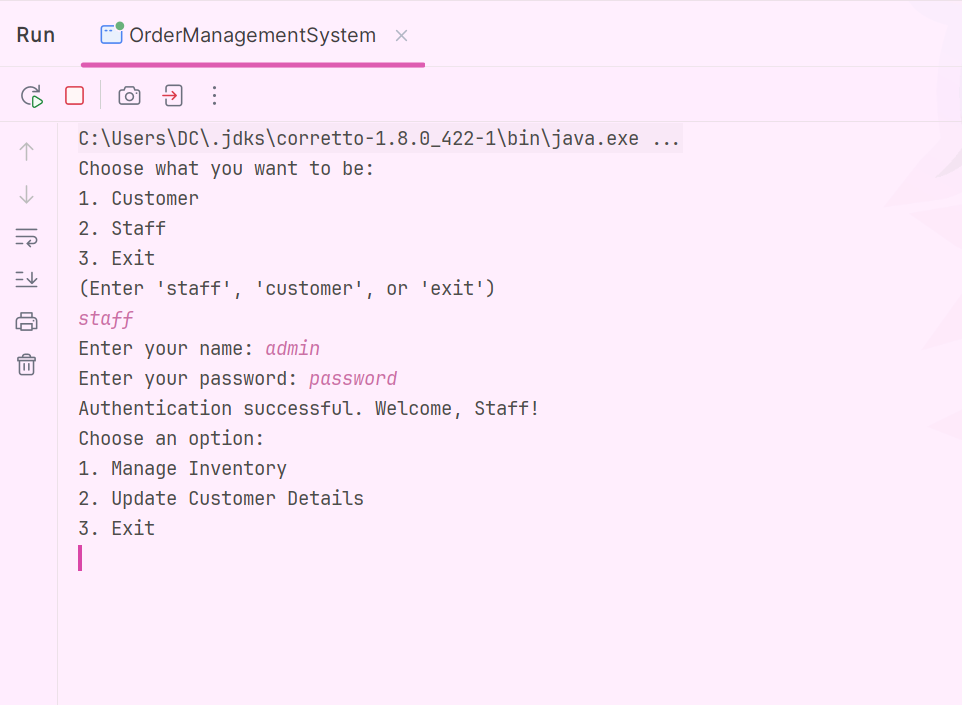 Run
OrderManagementSystem
C:\Users\DC\.jdks\corretto-1.8.0_422-1\bin\java.exe ...
Choose what you want to be:
1. Customer
2. Staff
3. Exit
(Enter 'staff', 'customer', or 'exit')
staff
Enter your name: admin
Enter your password: password
Authentication successful. Welcome, Staff!
Choose an option:
1. Manage Inventory
2. Update Customer Details
3. Exit